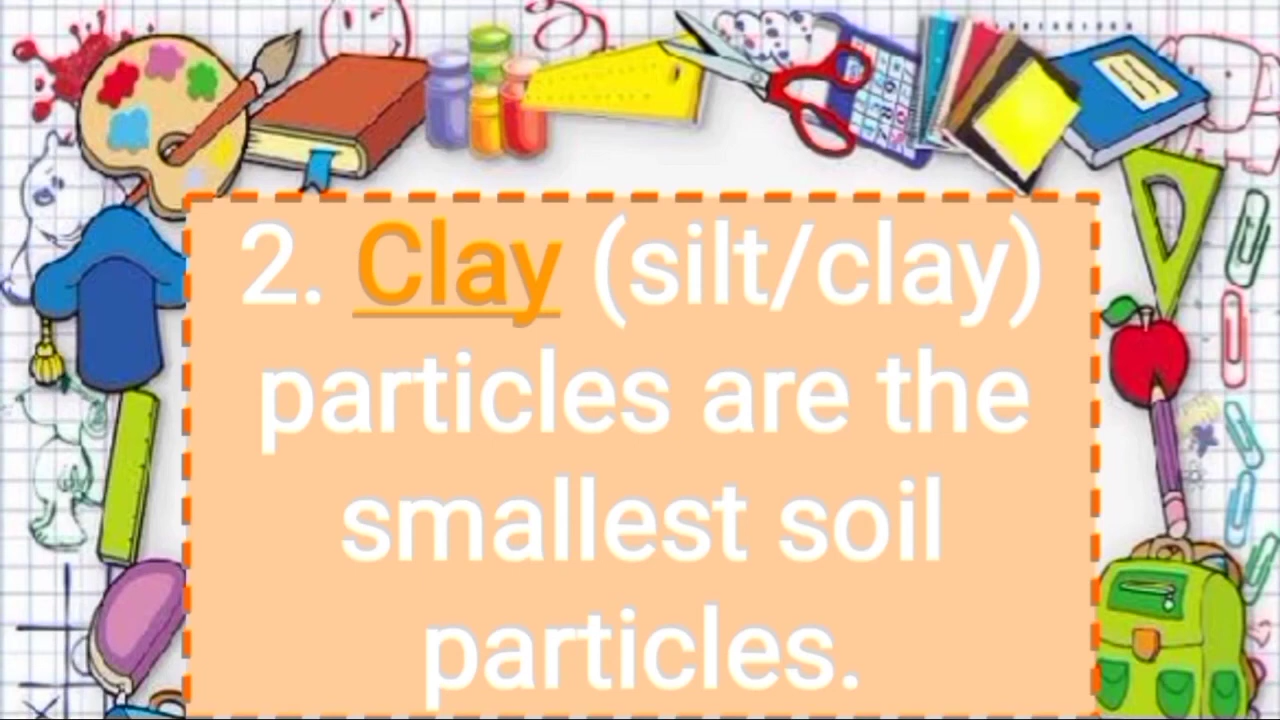 2. Clay (silt/clay)
particles are the
smallest soil
particles.